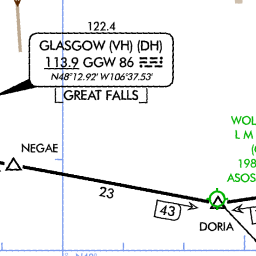 122.4
GLASGOW (VH) (DH)
113.9 GGW 86
N48°12.92' W106°37.53'
GREAT FALLS
WOL
L M
(
198
ASOS
NEGAE
23
43
DORIA